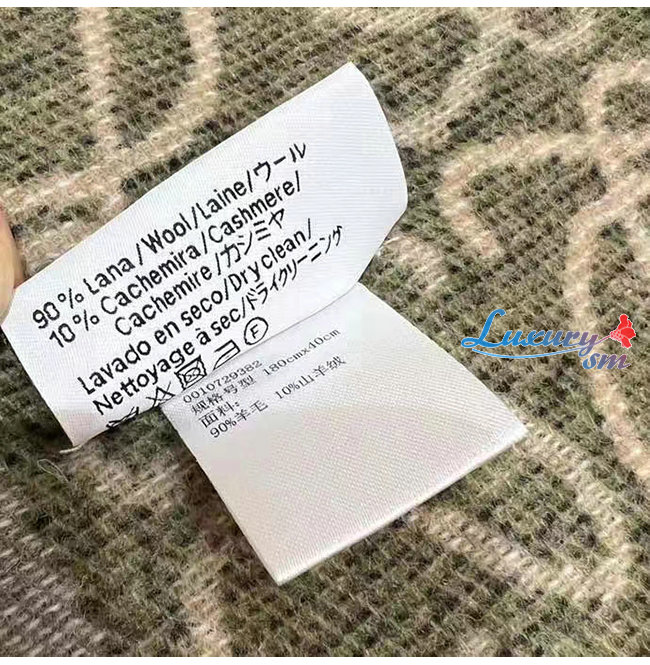 90% Lana/Wool/Laine/ウール
10% Cachemira/Cashmere/
Cachemire/カシミヤ
Lavado en seco/Dry clean/
Nettoyage à sec/ドライクリーニング
F
0010729382
规格号型 180cmx40cm
面料:
90%羊毛 10%山羊绒
Luxury
sm